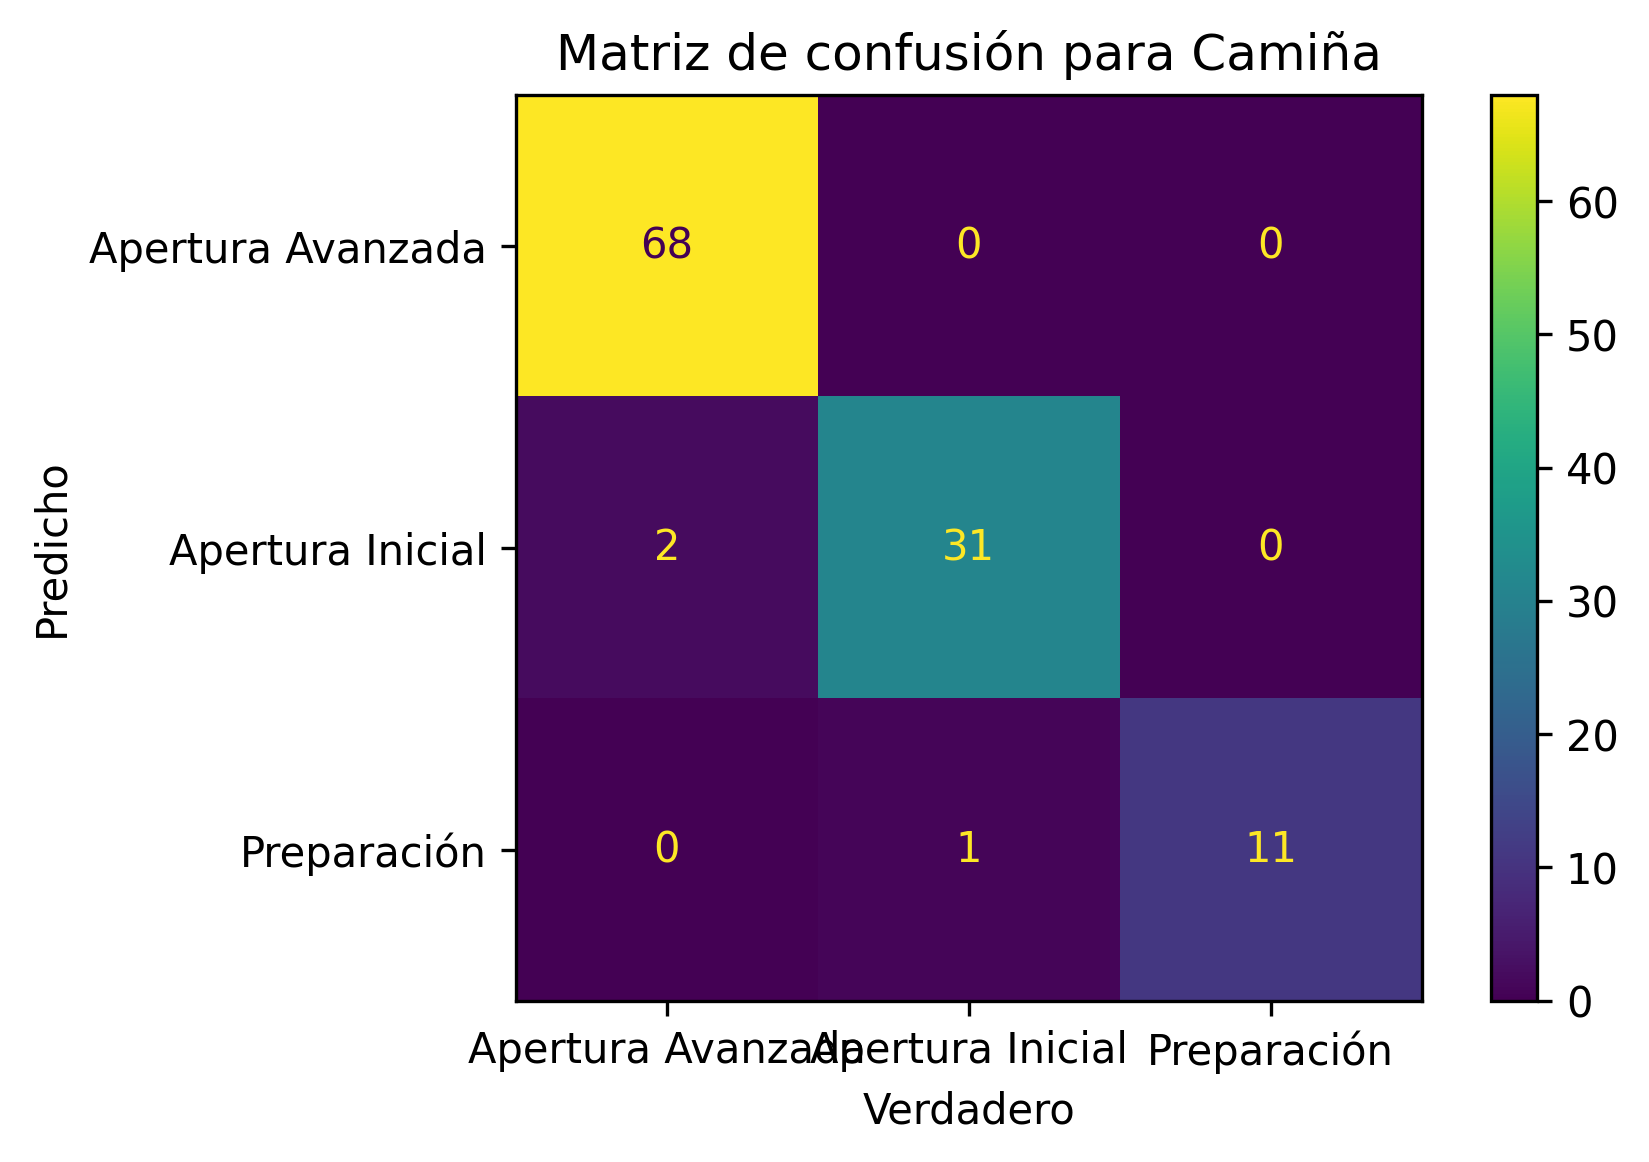 Matriz de confusión para Camiña
Predicho
Apertura Avanzada
68
0
0
Apertura Inicial
2
31
0
Preparación
0
1
11
Apertura Avanzada
Apertura Inicial
Preparación
Verdadero
60
50
40
30
20
10
0